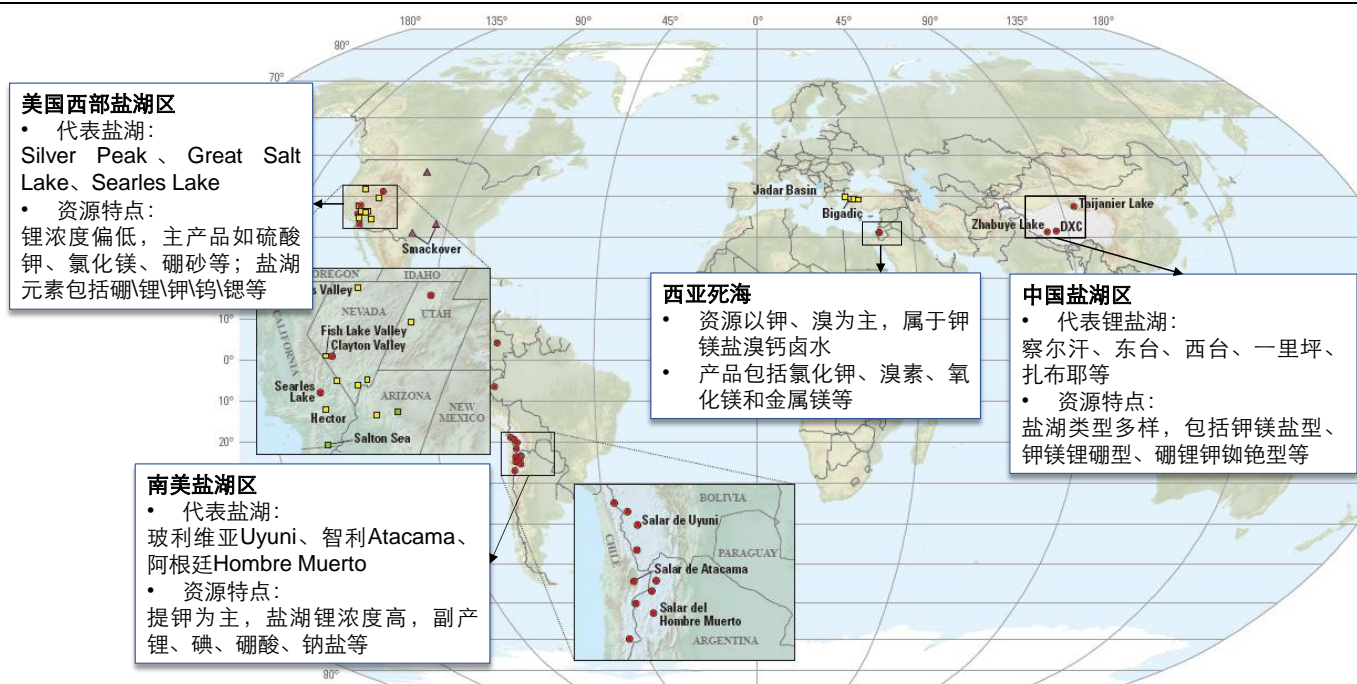 180°
135°
90°
45°
0°
45°
90°
135°
180°
80°
70°
美国西部盐湖区
• 代表盐湖：
Silver Peak 、 Great Salt
Lake、Searles Lake
• 资源特点：
锂浓度偏低，主产品如硫酸
钾、氯化镁、硼砂等；盐湖
元素包括硼\锂\钾\钨\锶等
Smackover
Jadar Basin
Bigadiç
Taijanier Lake
Zhabuye Lake
DXC
OREGON
IDAHO
s Valley
NEVADA
UTAH
CALIFORNIA
Fish Lake Valley
Clayton Valley
Searles
Lake
ARIZONA
Hector
NEW
MEXICO
Salton Sea
10°
0°
10°
20°
西亚死海
• 资源以钾、溴为主，属于钾
镁盐溴钙卤水
• 产品包括氯化钾、溴素、氧
化镁和金属镁等
中国盐湖区
• 代表锂盐湖：
察尔汗、东台、西台、一里坪、
扎布耶等
• 资源特点：
盐湖类型多样，包括钾镁盐型、
钾镁锂硼型、硼锂钾铷铯型等
南美盐湖区
• 代表盐湖：
玻利维亚Uyuni、智利Atacama、
阿根廷Hombre Muerto
• 资源特点：
提钾为主，盐湖锂浓度高，副产
锂、碘、硼酸、钠盐等
BOLIVIA
Salar de Uyuni
CHILE
PARAGUAY
Salar de Atacama
Salar del
Hombre Muerto
ARGENTINA
80°